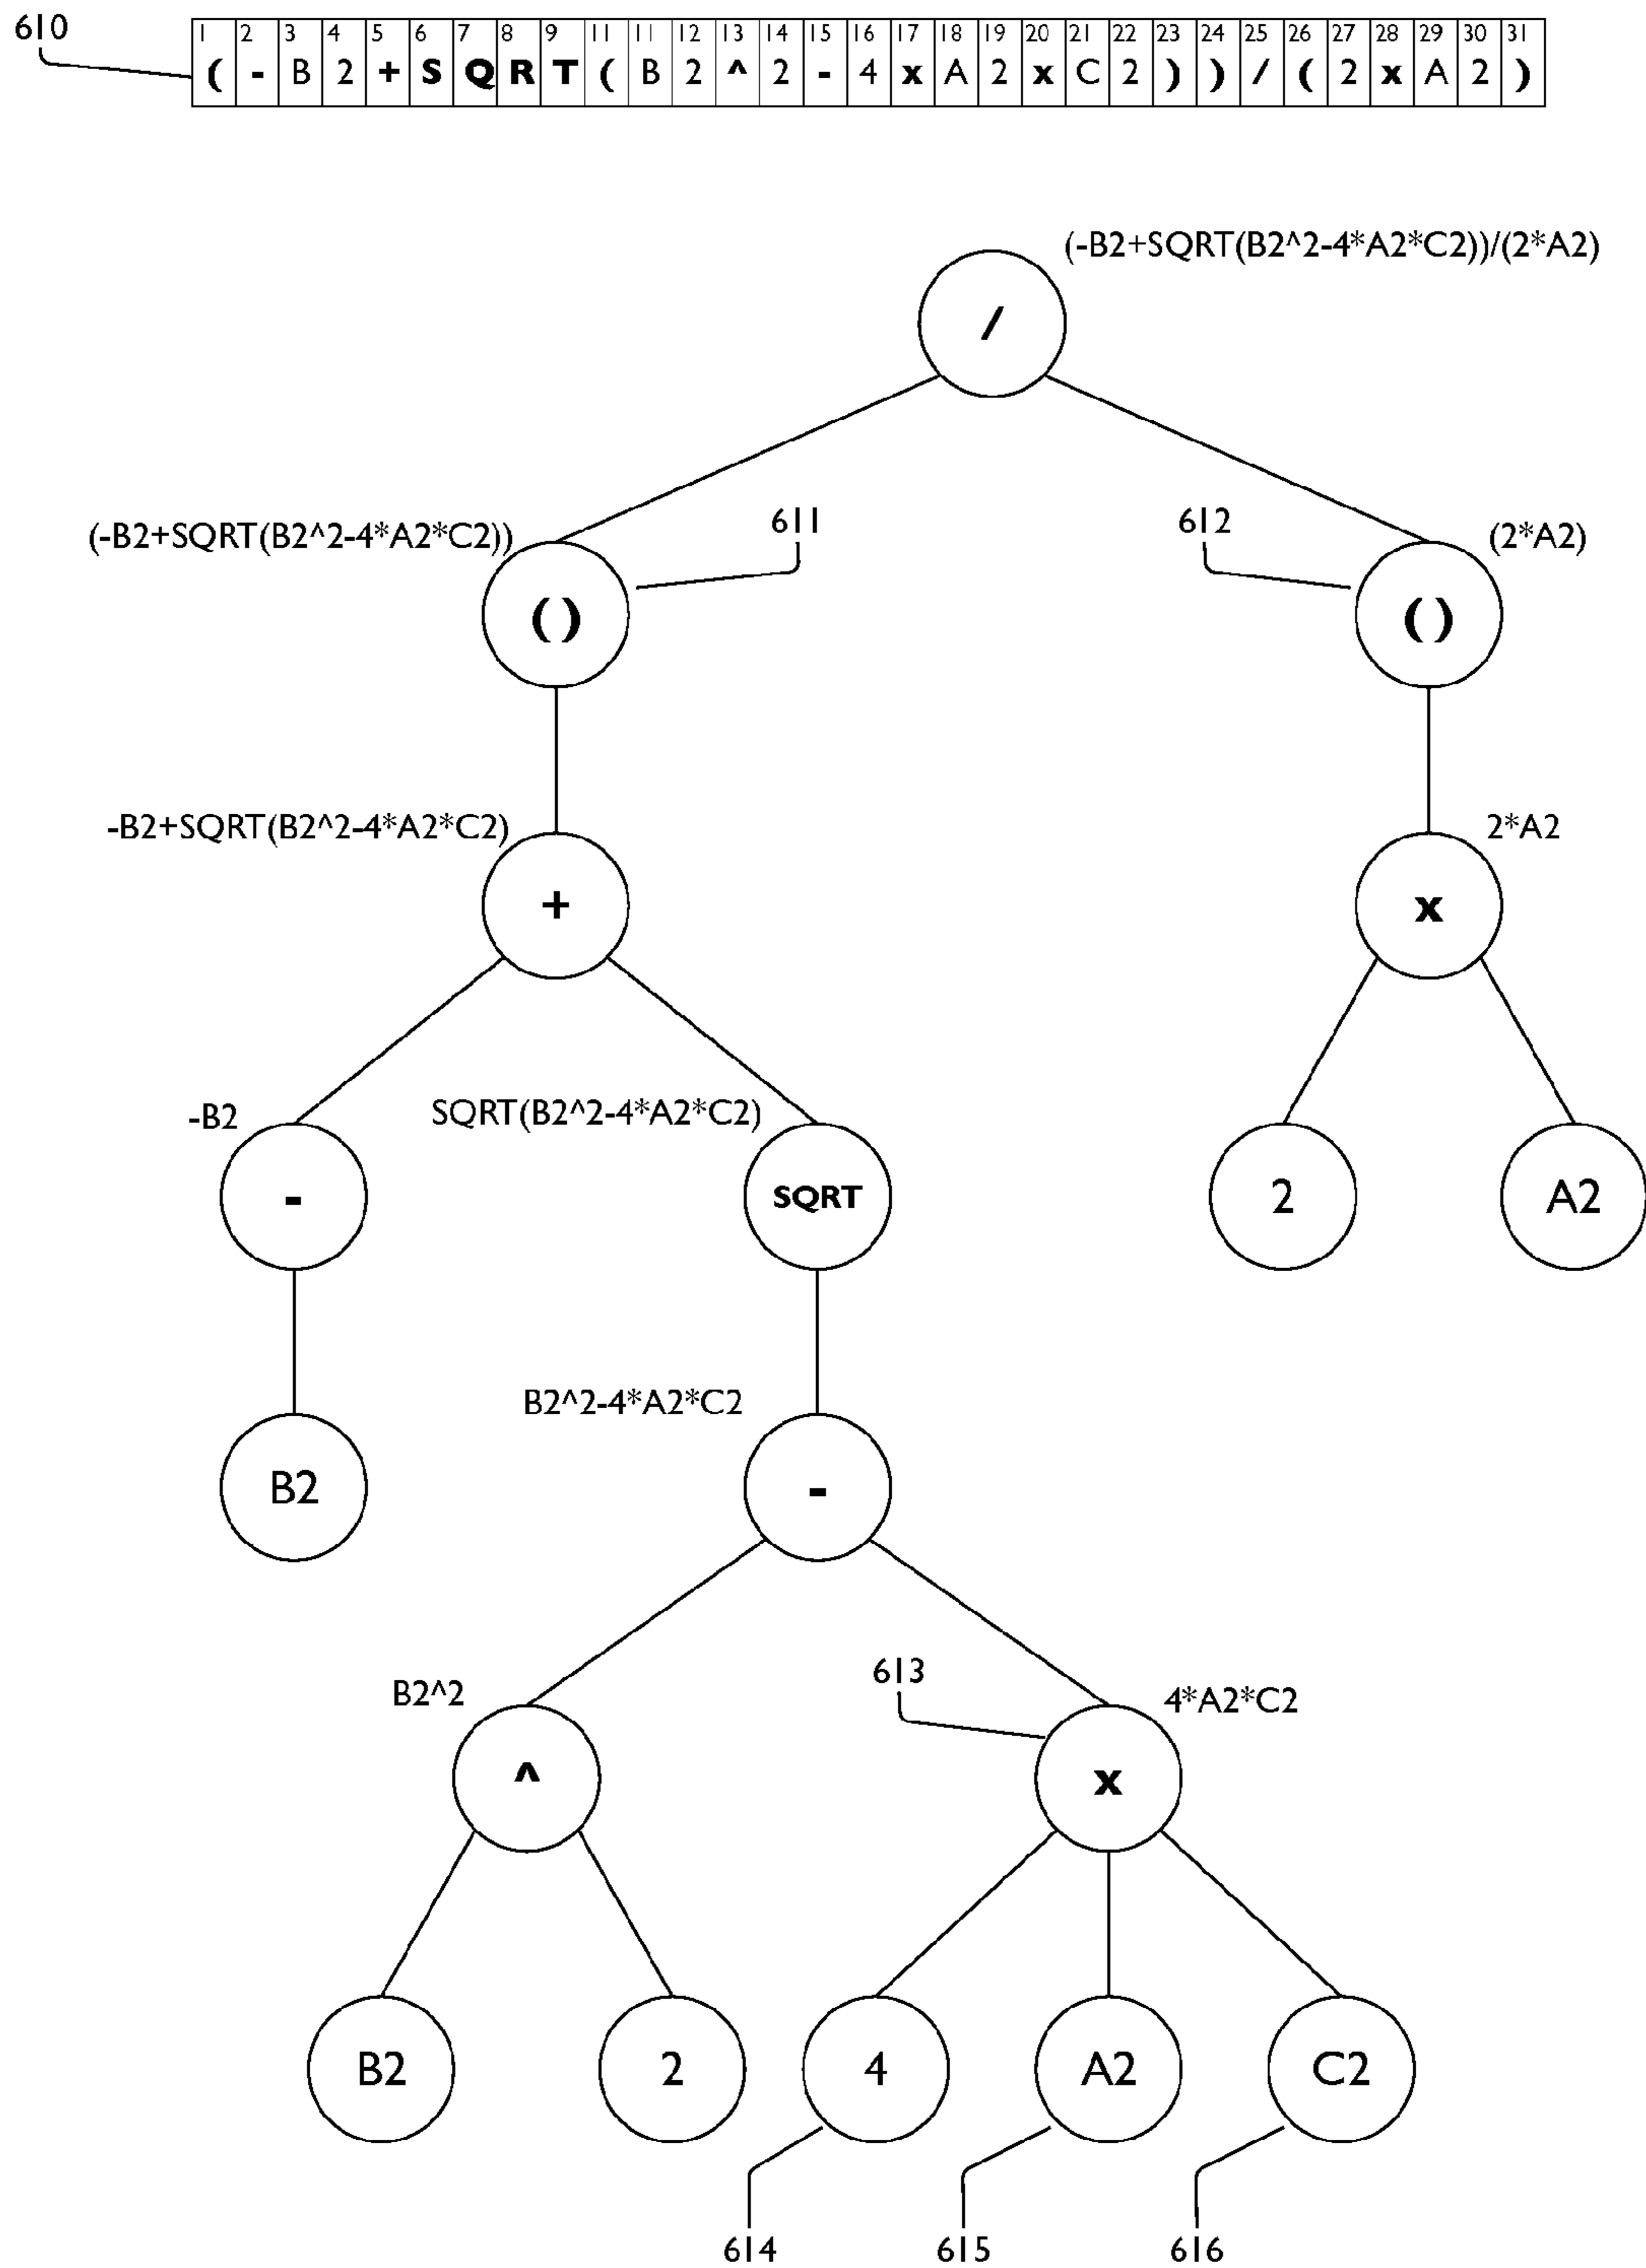 610
1 2 3 4 5 6 7 8 9 11 11 12 13 14 15 16 17 18 19 20 21 22 23 24 25 26 27 28 29 30 31
( - B 2 + S Q R T ( B 2 ^ 2 - 4 x A 2 x C 2 ) ) / ( 2 x A 2 )
(-B2+SQRT(B2^2-4*A2*C2))/(2*A2)
/
(-B2+SQRT(B2^2-4*A2*C2)) 611 612 (2*A2)
( ) ( )
-B2+SQRT(B2^2-4*A2*C2) 2*A2
+ x
-B2 SQRT(B2^2-4*A2*C2)
- SQRT 2 A2
B2^2-4*A2*C2
B2 -
B2^2 613 4*A2*C2
^ x
B2 2 4 A2 C2
614 615 616